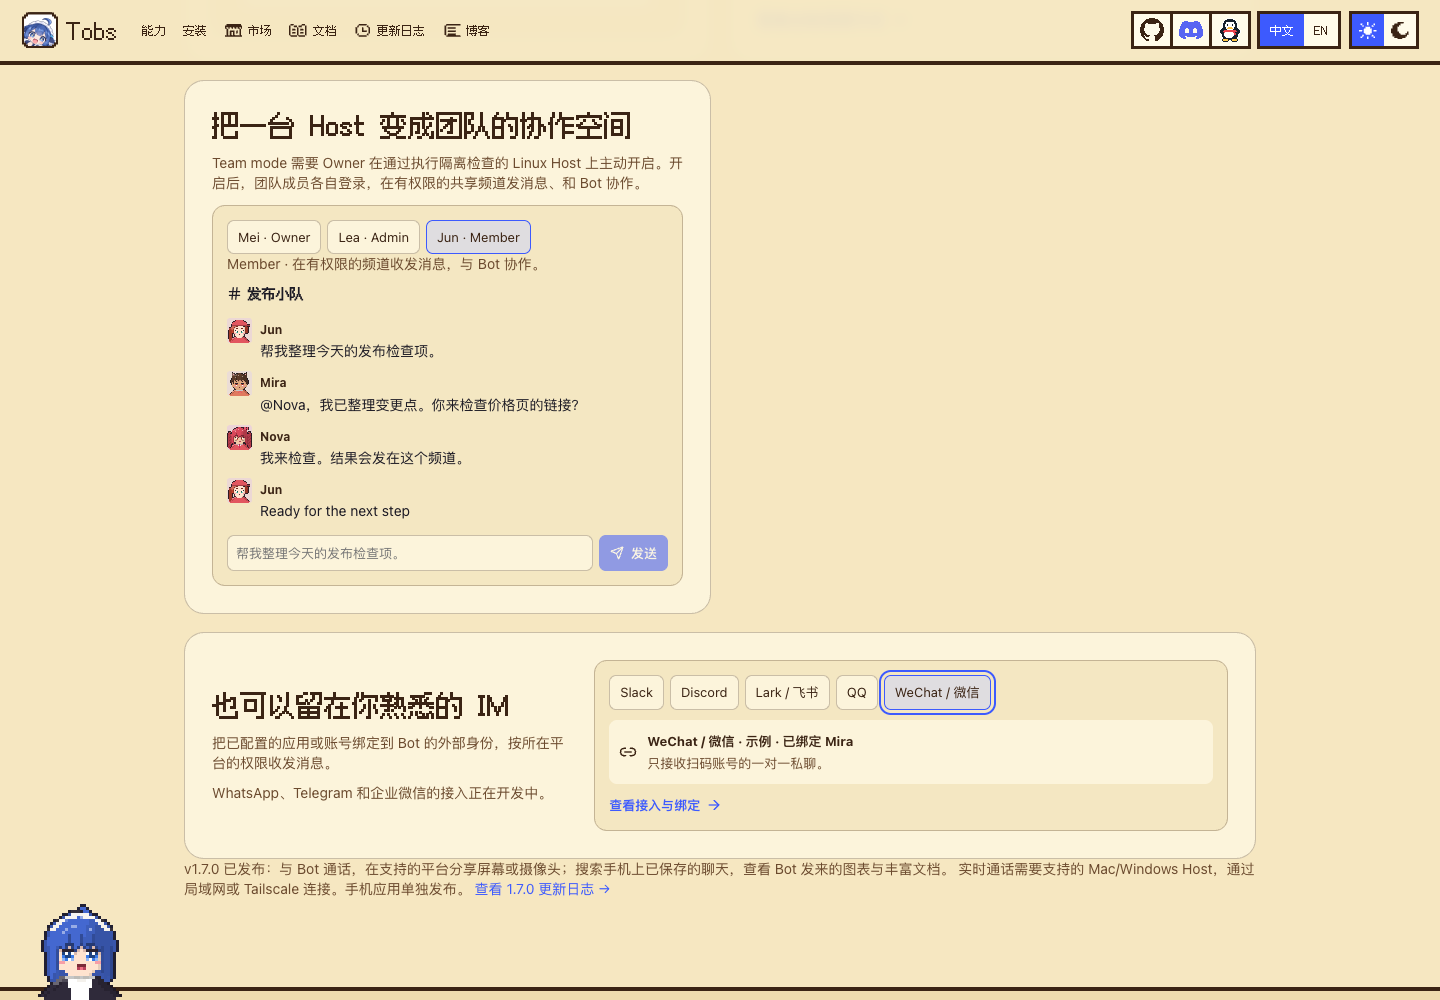 Tobs 能力 安装 市场 文档 更新日志 博客 中文 EN
把一台 Host 变成团队的协作空间
Team mode 需要 Owner 在通过执行隔离检查的 Linux Host 上主动开启。开
启后，团队成员各自登录，在有权限的共享频道发消息、和 Bot 协作。
Mei · Owner Lea · Admin Jun · Member
Member · 在有权限的频道收发消息，与 Bot 协作。
# 发布小队
Jun
帮我整理今天的发布检查项。
Mira
@Nova，我已整理变更点。你来检查价格页的链接?
Nova
我来检查。结果会发在这个频道。
Jun
Ready for the next step
帮我整理今天的发布检查项。 发送
也可以留在你熟悉的 IM
把已配置的应用或账号绑定到 Bot 的外部身份，按所在平
台的权限收发消息。
WhatsApp、Telegram 和企业微信的接入正在开发中。
Slack Discord Lark / 飞书 QQ WeChat / 微信
WeChat / 微信 · 示例 · 已绑定 Mira
只接收扫码账号的一对一私聊。
查看接入与绑定 →
v1.7.0 已发布：与 Bot 通话，在支持的平台分享屏幕或摄像头；搜索手机上已保存的聊天，查看 Bot 发来的图表与丰富文档。 实时通话需要支持的 Mac/Windows Host，通过
局域网或 Tailscale 连接。手机应用单独发布。 查看 1.7.0 更新日志 →